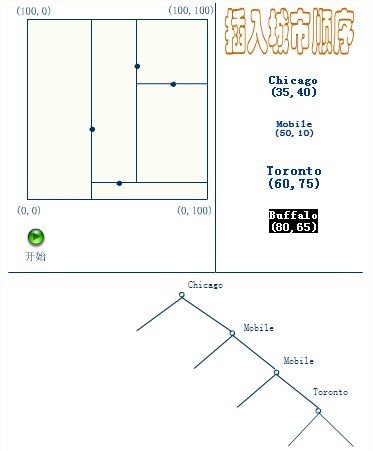 (100,0)
(100,100)
插入城市顺序
Chicago
(35,40)
Mobile
(50,10)
Toronto
(60,75)
Buffalo
(80,65)
(0,0)
(0,100)
开始
Chicago
Mobile
Mobile
Toronto